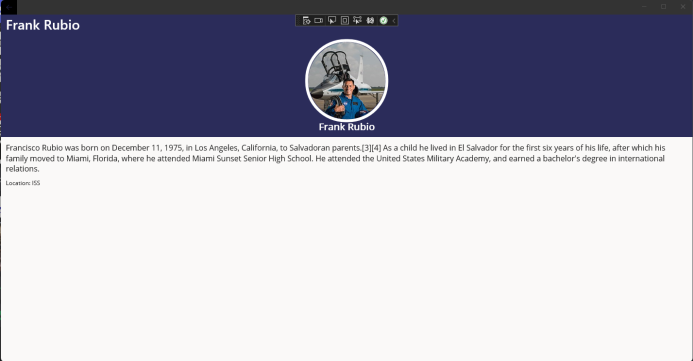 Frank Rubio
Frank Rubio
Francisco Rubio was born on December 11, 1975, in Los Angeles, California, to Salvadoran parents.[3][4] As a child he lived in El Salvador for the first six years of his life, after which his
family moved to Miami, Florida, where he attended Miami Sunset Senior High School. He attended the United States Military Academy, and earned a bachelor's degree in international
relations.
Location: ISS